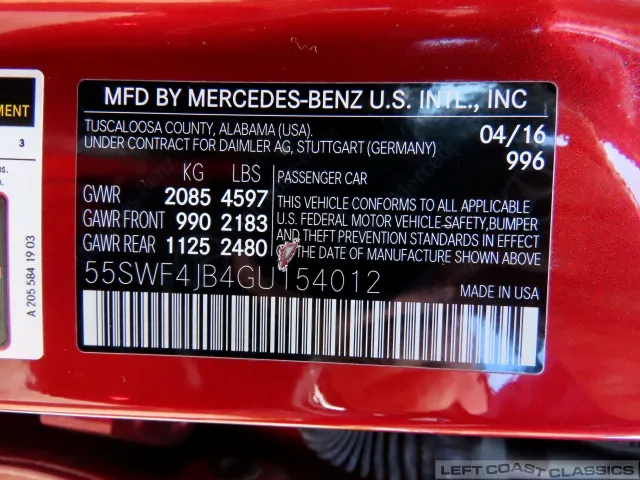 MENT
3
ns.
n.
A 205 584 19 03
MFD BY MERCEDES-BENZ U.S. INTL., INC
TUSCALOOSA COUNTY, ALABAMA (USA).
UNDER CONTRACT FOR DAIMLER AG, STUTTGART (GERMANY)
04/16
996
KG LBS
GVWR 2085 4597
GAWR FRONT 990 2183
GAWR REAR 1125 2480
PASSENGER CAR
THIS VEHICLE CONFORMS TO ALL APPLICABLE
U.S. FEDERAL MOTOR VEHICLE SAFETY, BUMPER
AND THEFT PREVENTION STANDARDS IN EFFECT
THE DATE OF MANUFACTURE SHOWN ABOVE
55SWF4JB4GU154012
MADE IN USA
LEFT COAST CLASSICS